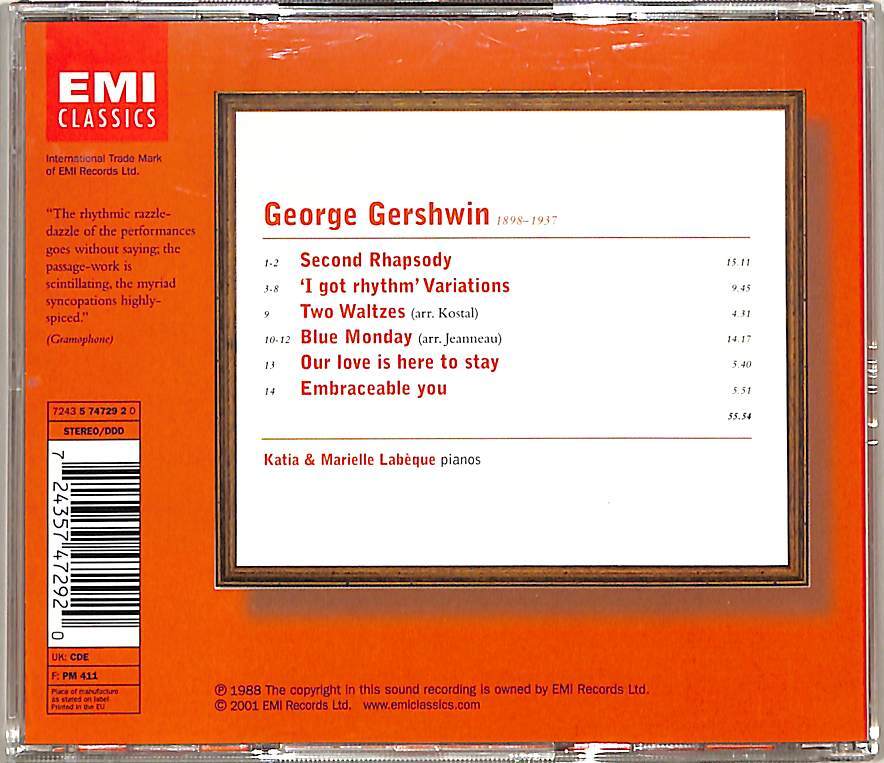 EMI
CLASSICS
International Trade Mark
of EMI Records Ltd.
“The rhythmic razzle-
dazzle of the performances
goes without saying; the
passage-work is
scintillating, the myriad
syncopations highly-
spiced.”
(Gramophone)
7243 5 74729 2 0
STEREO/DDD
7 24357 47292 0
UK: CDE
F: PM 411
Place of manufacture
as stated on label
Printed in the EU
George Gershwin 1898–1937
1-2 Second Rhapsody 15.11
3-8 ‘I got rhythm’ Variations 9.45
9 Two Waltzes (arr. Kostal) 4.31
10-12 Blue Monday (arr. Jeanneau) 14.17
13 Our love is here to stay 5.40
14 Embraceable you 5.51
55.54
Katia & Marielle Labèque pianos
℗ 1988 The copyright in this sound recording is owned by EMI Records Ltd.
© 2001 EMI Records Ltd. www.emiclassics.com